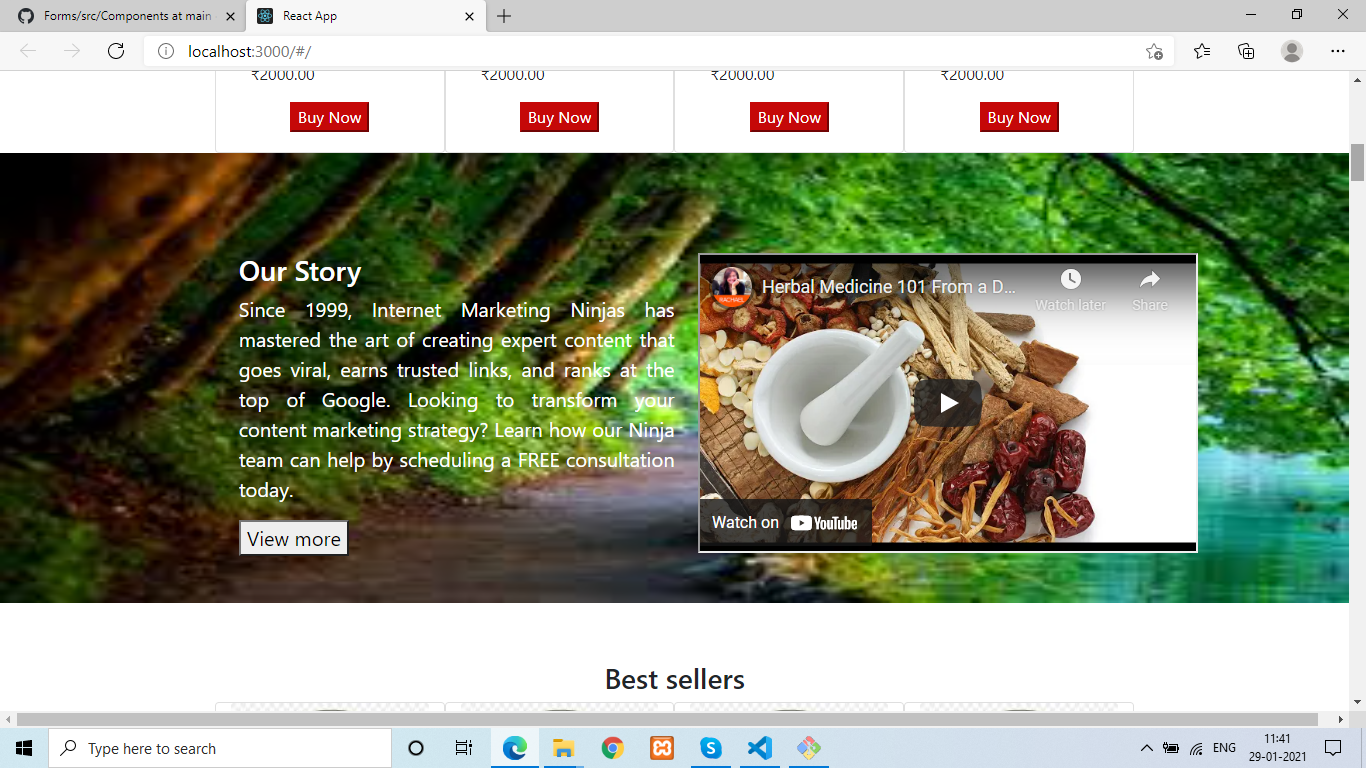 Forms/src/Components at main
React App
localhost:3000/#/
₹2000.00 ₹2000.00 ₹2000.00 ₹2000.00
Buy Now Buy Now Buy Now Buy Now
Our Story
Since 1999, Internet Marketing Ninjas has
mastered the art of creating expert content that
goes viral, earns trusted links, and ranks at the
top of Google. Looking to transform your
content marketing strategy? Learn how our Ninja
team can help by scheduling a FREE consultation
today.
View more
RACHAEL
Herbal Medicine 101 From a D...
Watch later
Share
Watch on YouTube
Best sellers
Type here to search
ENG
11:41
29-01-2021